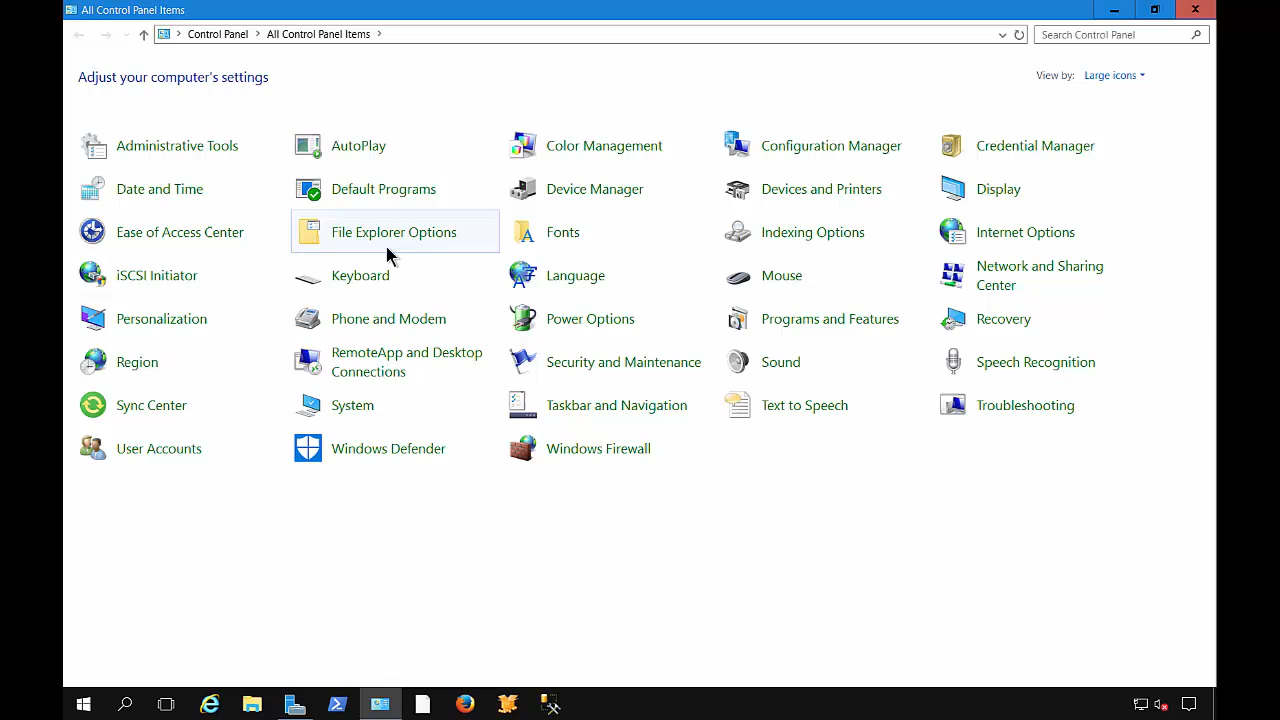 All Control Panel Items
Control Panel
All Control Panel Items
Search Control Panel
Adjust your computer's settings
View by:
Large icons
Administrative Tools
AutoPlay
Color Management
Configuration Manager
Credential Manager
Date and Time
Default Programs
Device Manager
Devices and Printers
Display
Ease of Access Center
File Explorer Options
Fonts
Indexing Options
Internet Options
iSCSI Initiator
Keyboard
Language
Mouse
Network and Sharing
Center
Personalization
Phone and Modem
Power Options
Programs and Features
Recovery
Region
RemoteApp and Desktop
Connections
Security and Maintenance
Sound
Speech Recognition
Sync Center
System
Taskbar and Navigation
Text to Speech
Troubleshooting
User Accounts
Windows Defender
Windows Firewall